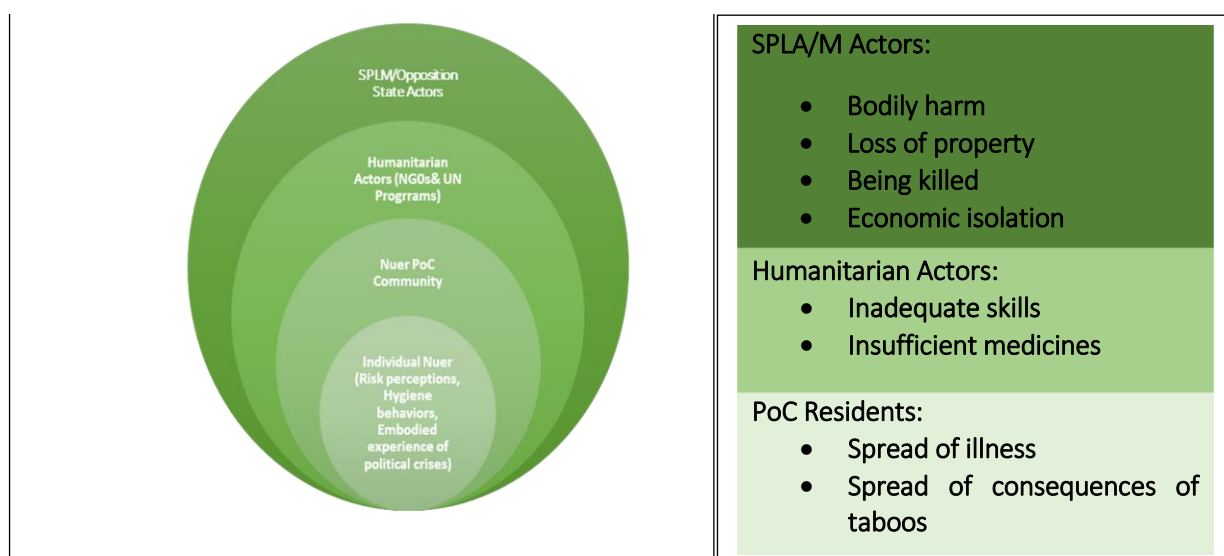 SPLM/Opposition
State Actors
Humanitarian
Actors (NG0s& UN
Progrrams)
Nuer PoC
Community
Individual Nuer
(Risk perceptions,
Hygiene
behaviors,
Embodied
experience of
political crises)
SPLA/M Actors:
• Bodily harm
• Loss of property
• Being killed
• Economic isolation
Humanitarian Actors:
• Inadequate skills
• Insufficient medicines
PoC Residents:
• Spread of illness
• Spread of consequences of
taboos